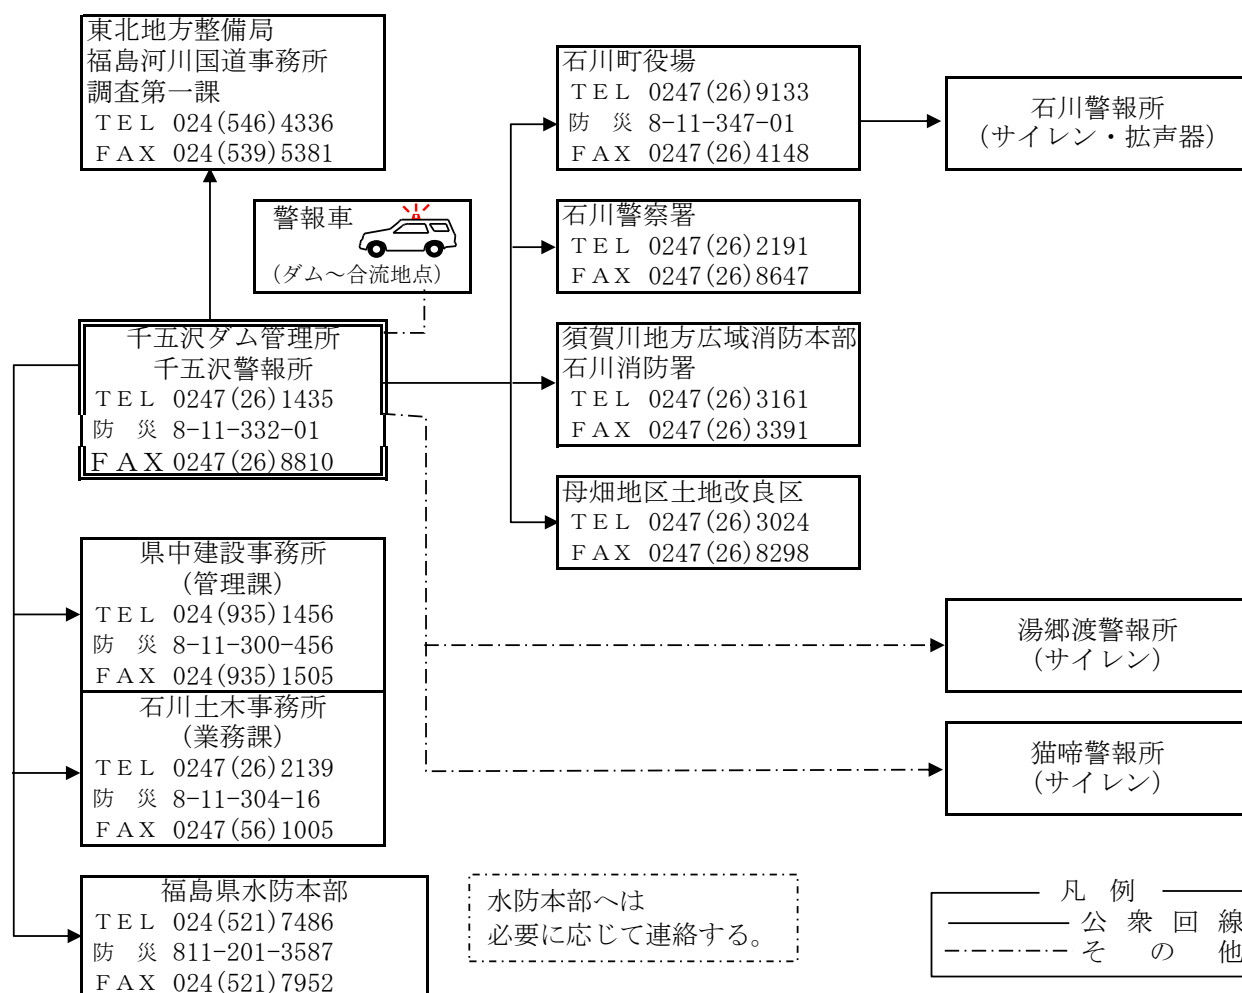 東北地方整備局
福島河川国道事務所
調査第一課
ＴＥＬ 024(546)4336
ＦＡＸ 024(539)5381
警報車
(ダム～合流地点)
千五沢ダム管理所
千五沢警報所
ＴＥＬ 0247(26)1435
防　災 8-11-332-01
ＦＡＸ 0247(26)8810
県中建設事務所
(管理課)
ＴＥＬ 024(935)1456
防　災 8-11-300-456
ＦＡＸ 024(935)1505
石川土木事務所
(業務課)
ＴＥＬ 0247(26)2139
防　災 8-11-304-16
ＦＡＸ 0247(56)1005
福島県水防本部
ＴＥＬ 024(521)7486
防　災 811-201-3587
ＦＡＸ 024(521)7952
石川町役場
ＴＥＬ 0247(26)9133
防　災 8-11-347-01
ＦＡＸ 0247(26)4148
石川警察署
ＴＥＬ 0247(26)2191
ＦＡＸ 0247(26)8647
須賀川地方広域消防本部
石川消防署
ＴＥＬ 0247(26)3161
ＦＡＸ 0247(26)3391
母畑地区土地改良区
ＴＥＬ 0247(26)3024
ＦＡＸ 0247(26)8298
石川警報所
(サイレン・拡声器)
湯郷渡警報所
(サイレン)
猫啼警報所
(サイレン)
水防本部へは
必要に応じて連絡する。
凡　例
公　衆　回　線
そ　の　他